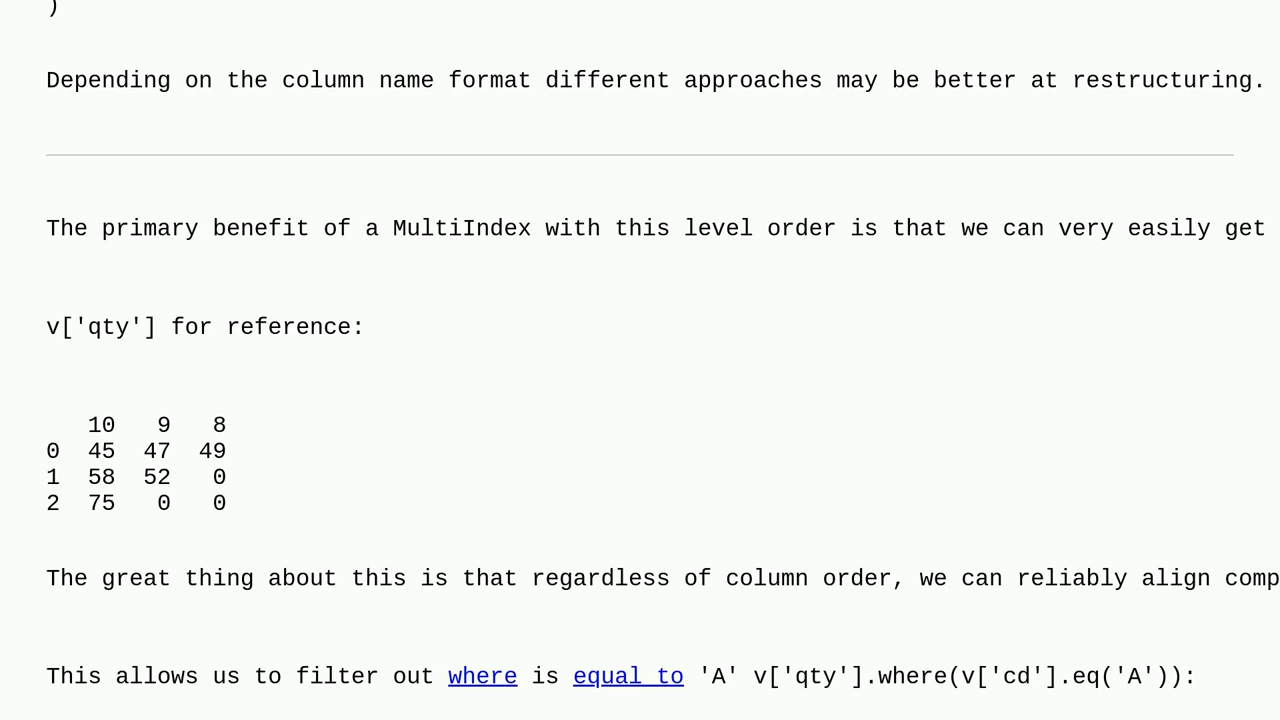 )
Depending on the column name format different approaches may be better at restructuring.
The primary benefit of a MultiIndex with this level order is that we can very easily get
v['qty'] for reference:
   10   9   8
0  45  47  49
1  58  52   0
2  75   0   0
The great thing about this is that regardless of column order, we can reliably align comp
This allows us to filter out where is equal to 'A' v['qty'].where(v['cd'].eq('A')):